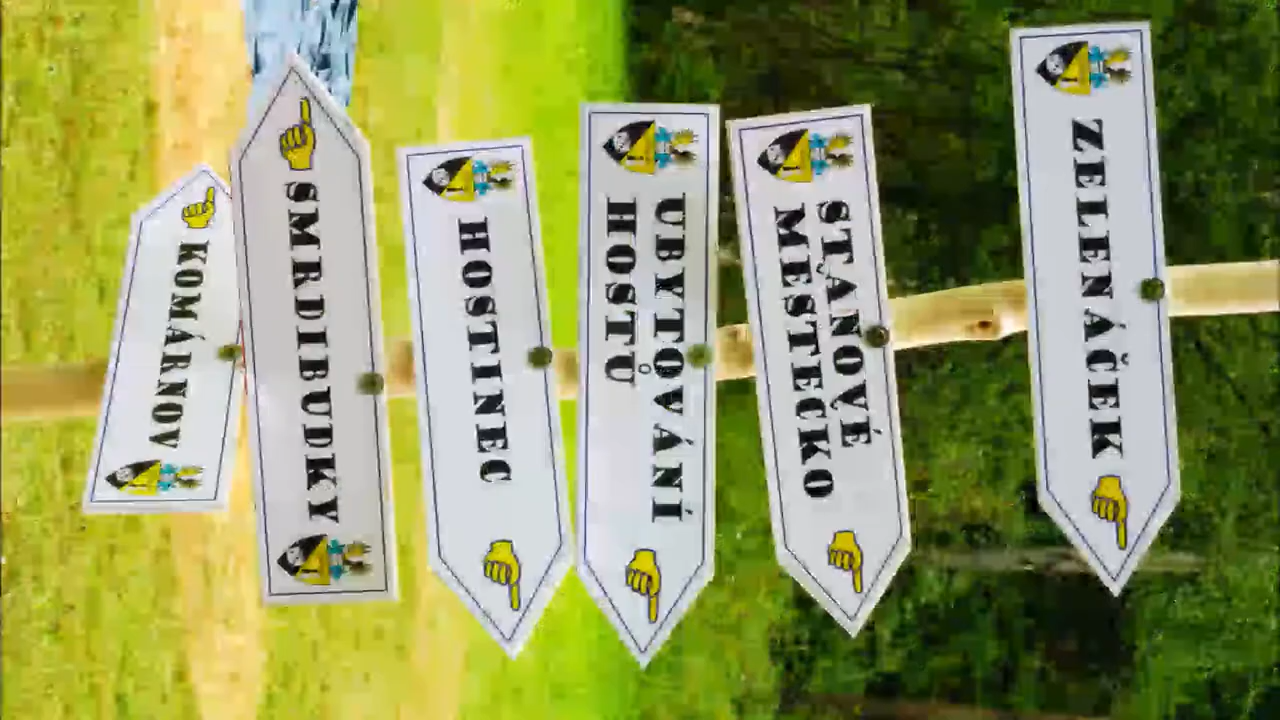 ZELENÁČEK
STANOVÉ
MĚSTEČKO
UBYTOVÁNÍ
HOSTŮ
HOSTINEC
SMRDIBUDKY
KOMÁRNOV